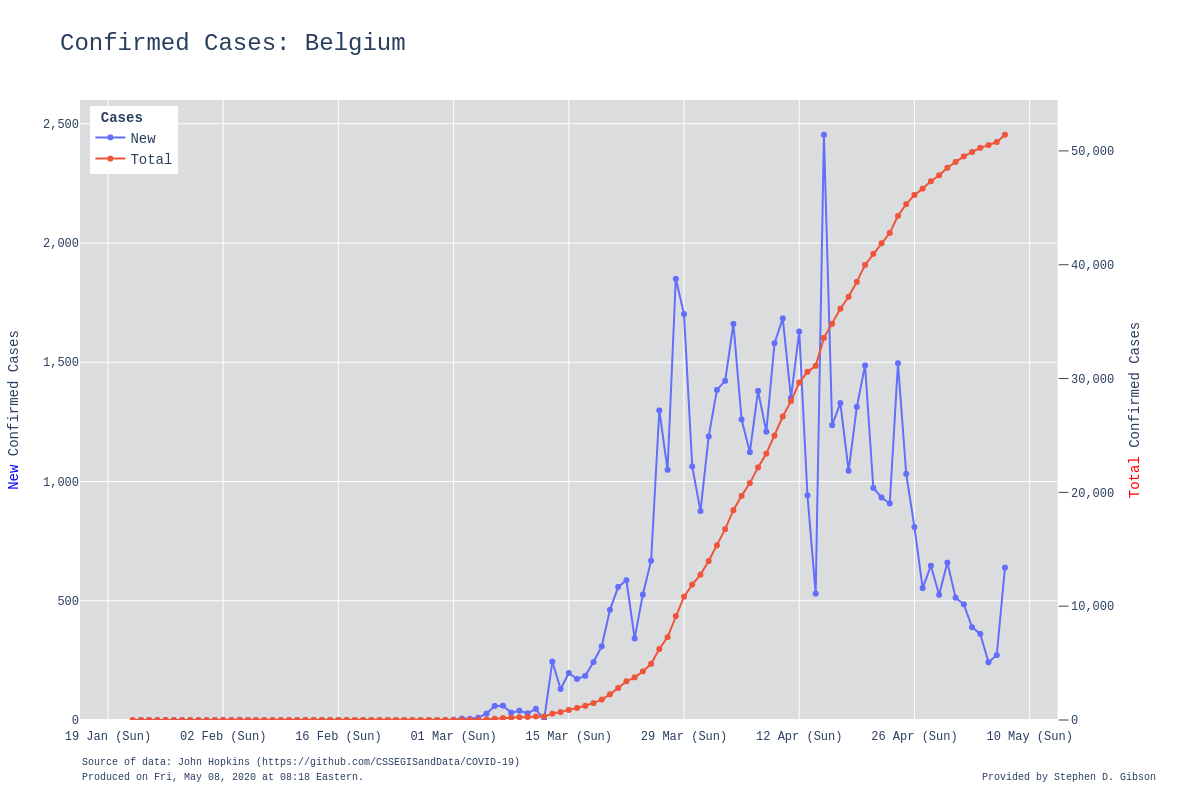 Confirmed Cases: Belgium
Cases
New
Total
2,500
2,000
1,500
1,000
500
0
50,000
40,000
30,000
20,000
10,000
0
New Confirmed Cases
Total Confirmed Cases
19 Jan (Sun) 02 Feb (Sun) 16 Feb (Sun) 01 Mar (Sun) 15 Mar (Sun) 29 Mar (Sun) 12 Apr (Sun) 26 Apr (Sun) 10 May (Sun)
Source of data: John Hopkins (https://github.com/CSSEGISandData/COVID-19)
Produced on Fri, May 08, 2020 at 08:18 Eastern.
Provided by Stephen D. Gibson